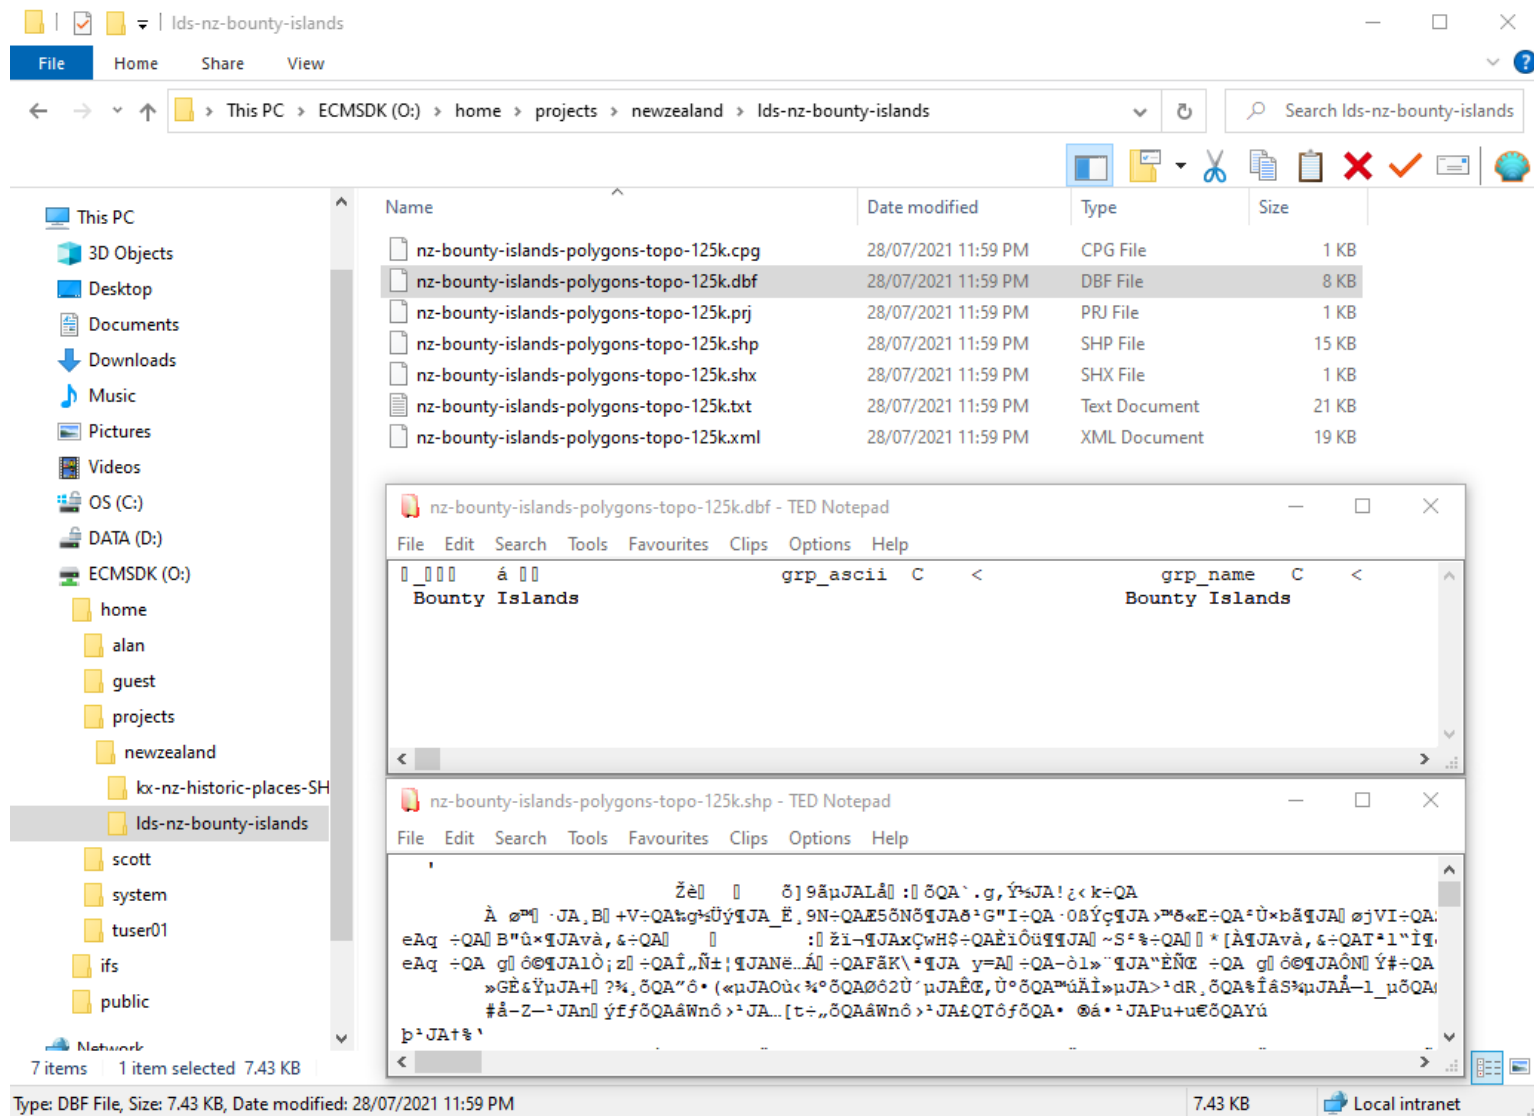 lds-nz-bounty-islands
File Home Share View
This PC > ECMSDK (O:) > home > projects > newzealand > lds-nz-bounty-islands
Search lds-nz-bounty-islands
This PC
3D Objects
Desktop
Documents
Downloads
Music
Pictures
Videos
OS (C:)
DATA (D:)
ECMSDK (O:)
home
alan
guest
projects
newzealand
kx-nz-historic-places-SH
lds-nz-bounty-islands
scott
system
tuser01
ifs
public
Network
Name Date modified Type Size
nz-bounty-islands-polygons-topo-125k.cpg 28/07/2021 11:59 PM CPG File 1 KB
nz-bounty-islands-polygons-topo-125k.dbf 28/07/2021 11:59 PM DBF File 8 KB
nz-bounty-islands-polygons-topo-125k.prj 28/07/2021 11:59 PM PRJ File 1 KB
nz-bounty-islands-polygons-topo-125k.shp 28/07/2021 11:59 PM SHP File 15 KB
nz-bounty-islands-polygons-topo-125k.shx 28/07/2021 11:59 PM SHX File 1 KB
nz-bounty-islands-polygons-topo-125k.txt 28/07/2021 11:59 PM Text Document 21 KB
nz-bounty-islands-polygons-topo-125k.xml 28/07/2021 11:59 PM XML Document 19 KB
nz-bounty-islands-polygons-topo-125k.dbf - TED Notepad
File Edit Search Tools Favourites Clips Options Help
á grp_ascii C < grp_name C <
Bounty Islands Bounty Islands
nz-bounty-islands-polygons-topo-125k.shp - TED Notepad
File Edit Search Tools Favourites Clips Options Help
7 items 1 item selected 7.43 KB
Type: DBF File, Size: 7.43 KB, Date modified: 28/07/2021 11:59 PM 7.43 KB Local intranet